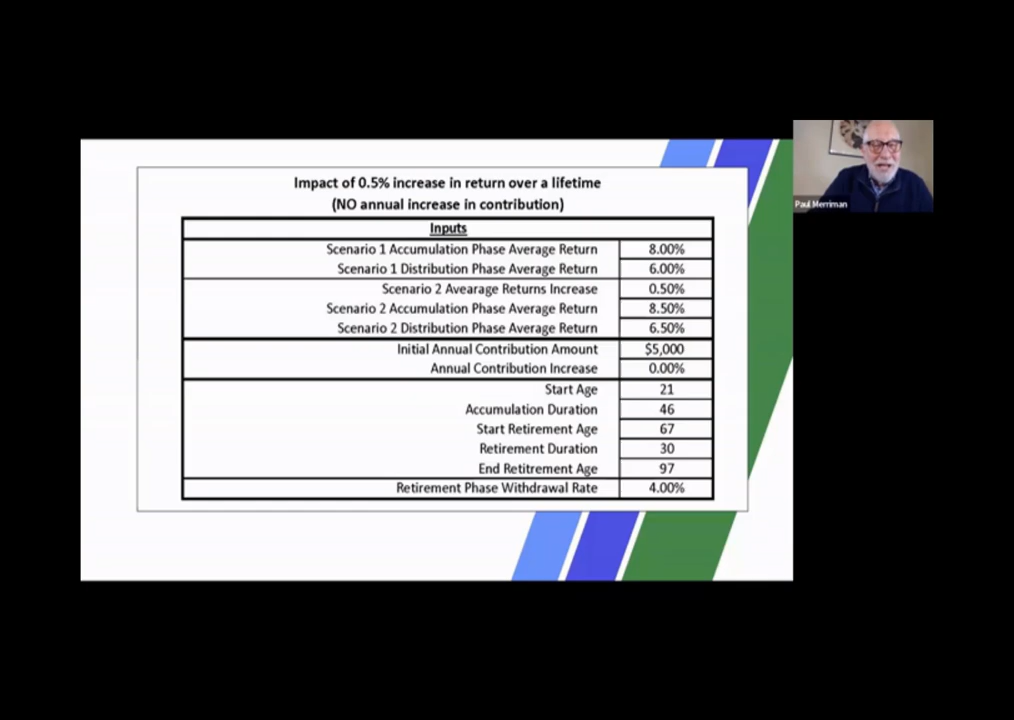 Impact of 0.5% increase in return over a lifetime
(NO annual increase in contribution)
Inputs
Scenario 1 Accumulation Phase Average Return 8.00%
Scenario 1 Distribution Phase Average Return 6.00%
Scenario 2 Avearage Returns Increase 0.50%
Scenario 2 Accumulation Phase Average Return 8.50%
Scenario 2 Distribution Phase Average Return 6.50%
Initial Annual Contribution Amount $5,000
Annual Contribution Increase 0.00%
Start Age 21
Accumulation Duration 46
Start Retirement Age 67
Retirement Duration 30
End Retitrement Age 97
Retirement Phase Withdrawal Rate 4.00%
Paul Merriman